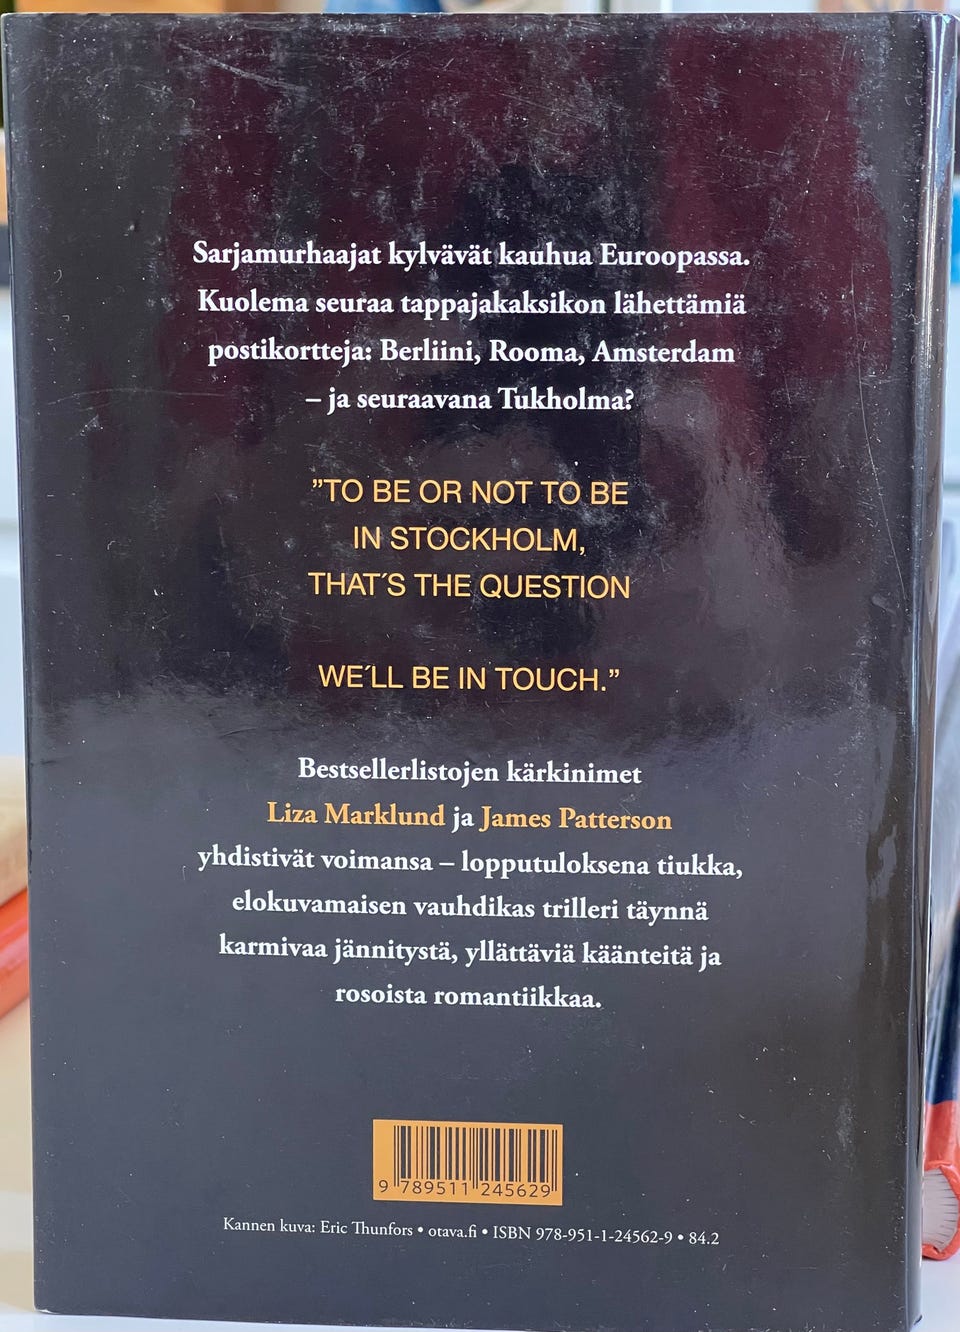 Sarjamurhaajat kylvävät kauhua Euroopassa.
Kuolema seuraa tappajakaksikon lähettämiä
postikortteja: Berliini, Rooma, Amsterdam
– ja seuraavana Tukholma?
”TO BE OR NOT TO BE
IN STOCKHOLM,
THAT´S THE QUESTION
WE´LL BE IN TOUCH.”
Bestsellerlistojen kärkinimet
Liza Marklund ja James Patterson
yhdistivät voimansa – lopputuloksena tiukka,
elokuvamaisen vauhdikas trilleri täynnä
karmivaa jännitystä, yllättäviä käänteitä ja
rosoista romantiikkaa.
9 789511 245629
Kannen kuva: Eric Thunfors • otava.fi • ISBN 978-951-1-24562-9 • 84.2